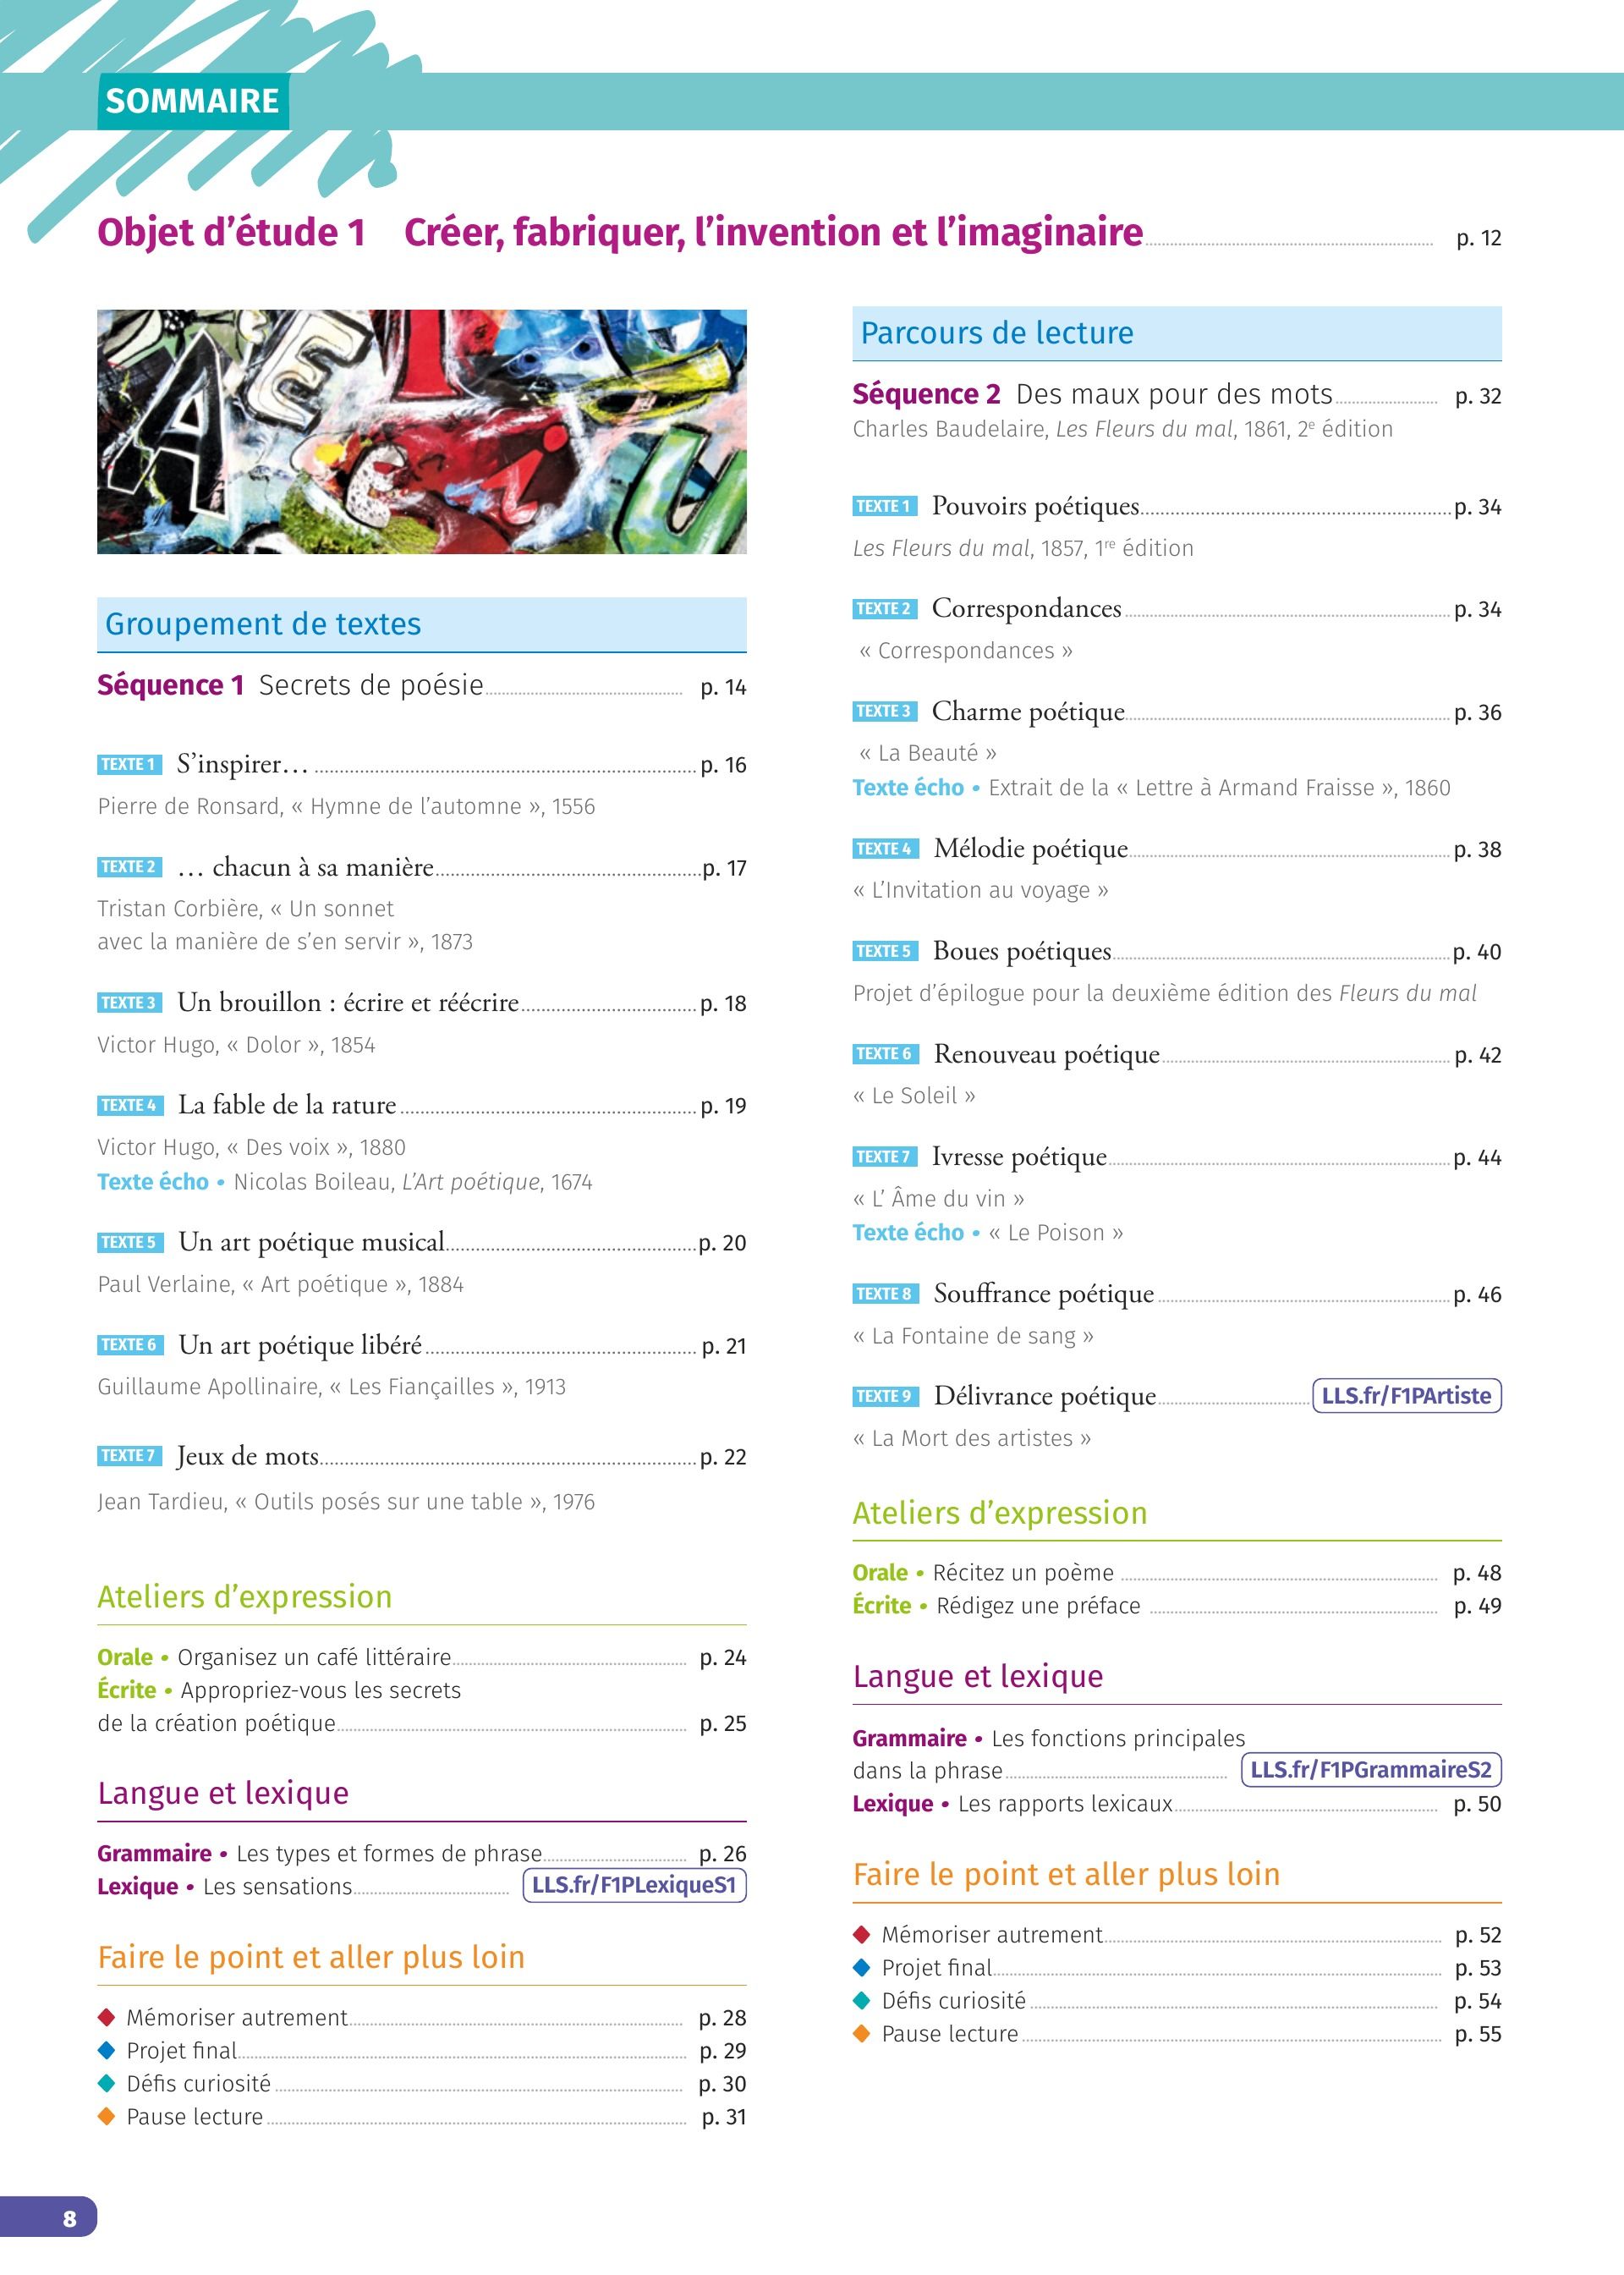 SOMMAIRE
Objet d’étude 1 Créer, fabriquer, l’invention et l’imaginaire p. 12
Groupement de textes
Séquence 1 Secrets de poésie p. 14
TEXTE 1 S’inspirer… p. 16
Pierre de Ronsard, « Hymne de l’automne », 1556
TEXTE 2 … chacun à sa manière p. 17
Tristan Corbière, « Un sonnet
avec la manière de s’en servir », 1873
TEXTE 3 Un brouillon : écrire et réécrire p. 18
Victor Hugo, « Dolor », 1854
TEXTE 4 La fable de la rature p. 19
Victor Hugo, « Des voix », 1880
Texte écho • Nicolas Boileau, L’Art poétique, 1674
TEXTE 5 Un art poétique musical p. 20
Paul Verlaine, « Art poétique », 1884
TEXTE 6 Un art poétique libéré p. 21
Guillaume Apollinaire, « Les Fiançailles », 1913
TEXTE 7 Jeux de mots p. 22
Jean Tardieu, « Outils posés sur une table », 1976
Ateliers d’expression
Orale • Organisez un café littéraire p. 24
Écrite • Appropriez-vous les secrets
de la création poétique p. 25
Langue et lexique
Grammaire • Les types et formes de phrase p. 26
Lexique • Les sensations LLS.fr/F1PLexiqueS1
Faire le point et aller plus loin
Mémoriser autrement p. 28
Projet final p. 29
Défis curiosité p. 30
Pause lecture p. 31
Parcours de lecture
Séquence 2 Des maux pour des mots p. 32
Charles Baudelaire, Les Fleurs du mal, 1861, 2e édition
TEXTE 1 Pouvoirs poétiques p. 34
Les Fleurs du mal, 1857, 1re édition
TEXTE 2 Correspondances p. 34
« Correspondances »
TEXTE 3 Charme poétique p. 36
« La Beauté »
Texte écho • Extrait de la « Lettre à Armand Fraisse », 1860
TEXTE 4 Mélodie poétique p. 38
« L’Invitation au voyage »
TEXTE 5 Boues poétiques p. 40
Projet d’épilogue pour la deuxième édition des Fleurs du mal
TEXTE 6 Renouveau poétique p. 42
« Le Soleil »
TEXTE 7 Ivresse poétique p. 44
« L’ Âme du vin »
Texte écho • « Le Poison »
TEXTE 8 Souffrance poétique p. 46
« La Fontaine de sang »
TEXTE 9 Délivrance poétique LLS.fr/F1PArtiste
« La Mort des artistes »
Ateliers d’expression
Orale • Récitez un poème p. 48
Écrite • Rédigez une préface p. 49
Langue et lexique
Grammaire • Les fonctions principales
dans la phrase LLS.fr/F1PGrammaireS2
Lexique • Les rapports lexicaux p. 50
Faire le point et aller plus loin
Mémoriser autrement p. 52
Projet final p. 53
Défis curiosité p. 54
Pause lecture p. 55
8